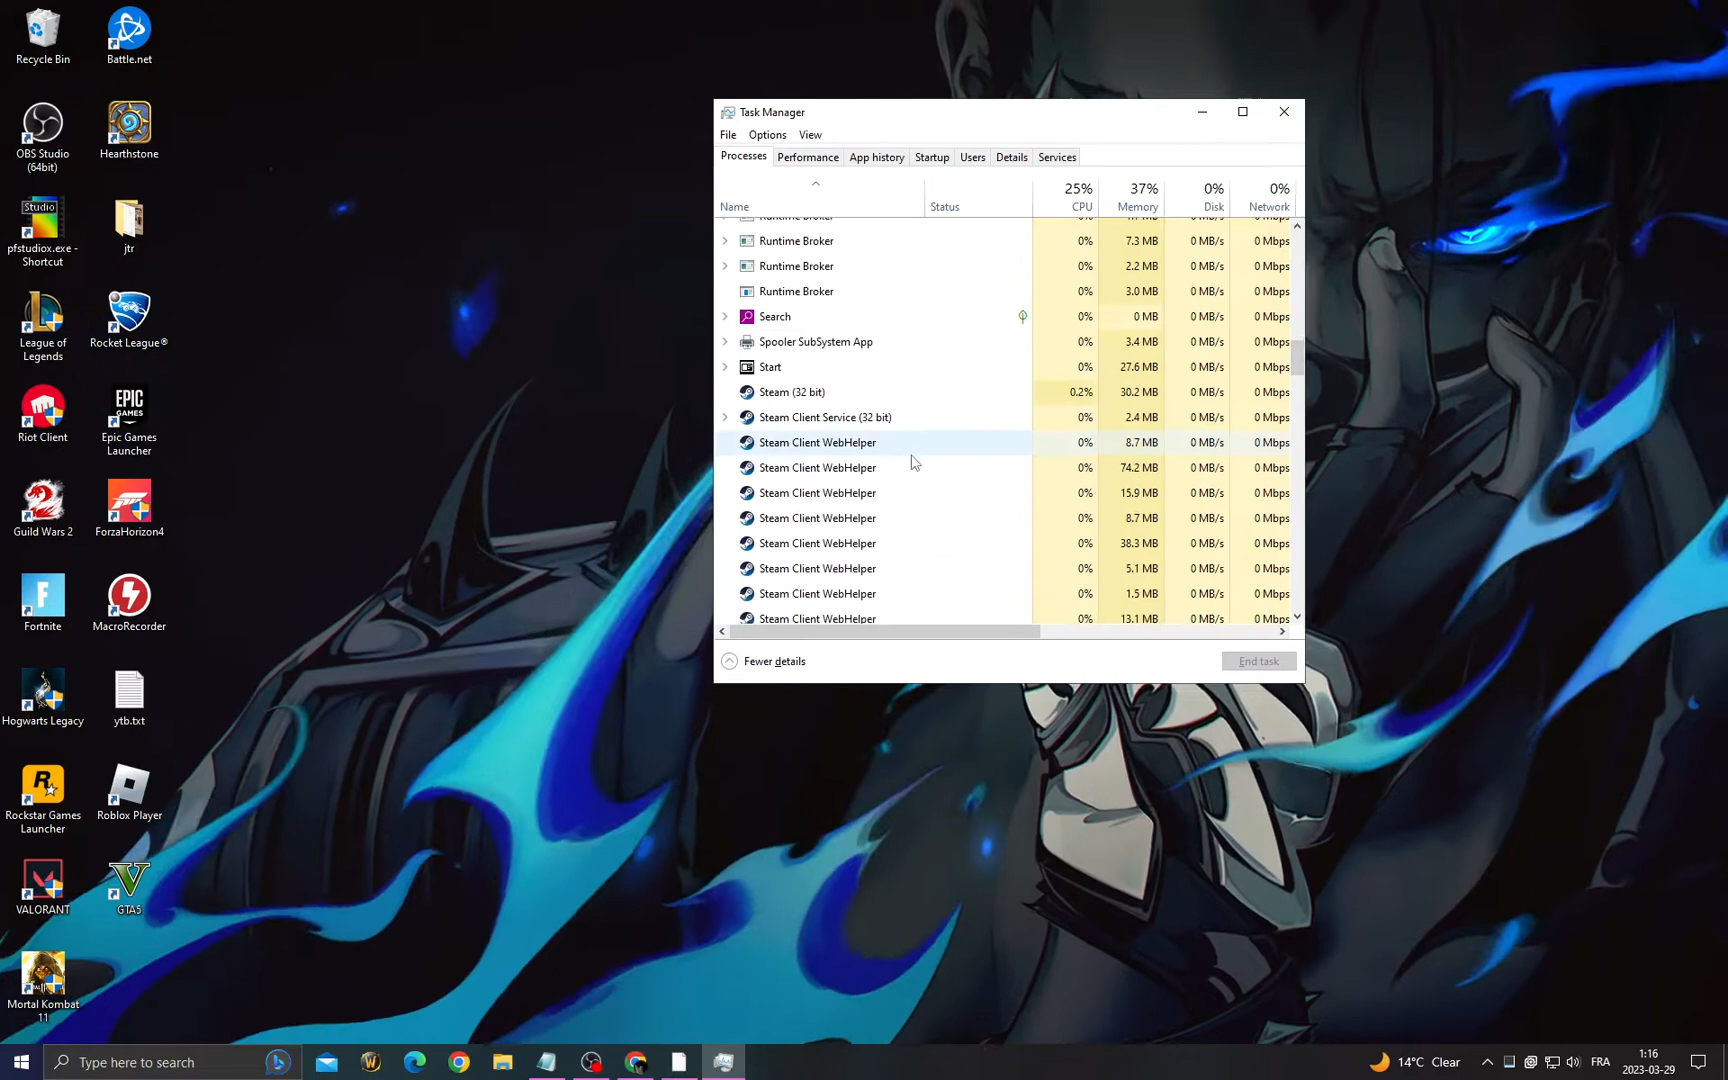 Recycle Bin
Battle.net
OBS Studio
(64bit)
Hearthstone
Studio
pfstudiox.exe -
Shortcut
jtr
League of
Legends
Rocket League®
Riot Client
EPIC
GAMES
Epic Games
Launcher
Guild Wars 2
ForzaHorizon4
Fortnite
MacroRecorder
Hogwarts Legacy
ytb.txt
Rockstar Games
Launcher
Roblox Player
VALORANT
GTA5
Mortal Kombat
11
Task Manager
File Options View
Processes Performance App history Startup Users Details Services
25% 37% 0% 0%
Name Status CPU Memory Disk Network
Runtime Broker
Runtime Broker 0% 7.3 MB 0 MB/s 0 Mbps
Runtime Broker 0% 2.2 MB 0 MB/s 0 Mbps
Runtime Broker 0% 3.0 MB 0 MB/s 0 Mbps
Search 0% 0 MB 0 MB/s 0 Mbps
Spooler SubSystem App 0% 3.4 MB 0 MB/s 0 Mbps
Start 0% 27.6 MB 0 MB/s 0 Mbps
Steam (32 bit) 0.2% 30.2 MB 0 MB/s 0 Mbps
Steam Client Service (32 bit) 0% 2.4 MB 0 MB/s 0 Mbps
Steam Client WebHelper 0% 8.7 MB 0 MB/s 0 Mbps
Steam Client WebHelper 0% 74.2 MB 0 MB/s 0 Mbps
Steam Client WebHelper 0% 15.9 MB 0 MB/s 0 Mbps
Steam Client WebHelper 0% 8.7 MB 0 MB/s 0 Mbps
Steam Client WebHelper 0% 38.3 MB 0 MB/s 0 Mbps
Steam Client WebHelper 0% 5.1 MB 0 MB/s 0 Mbps
Steam Client WebHelper 0% 1.5 MB 0 MB/s 0 Mbps
Steam Client WebHelper 0% 13.1 MB 0 MB/s 0 Mbps
Fewer details End task
Type here to search
14°C Clear
FRA
1:16
2023-03-29